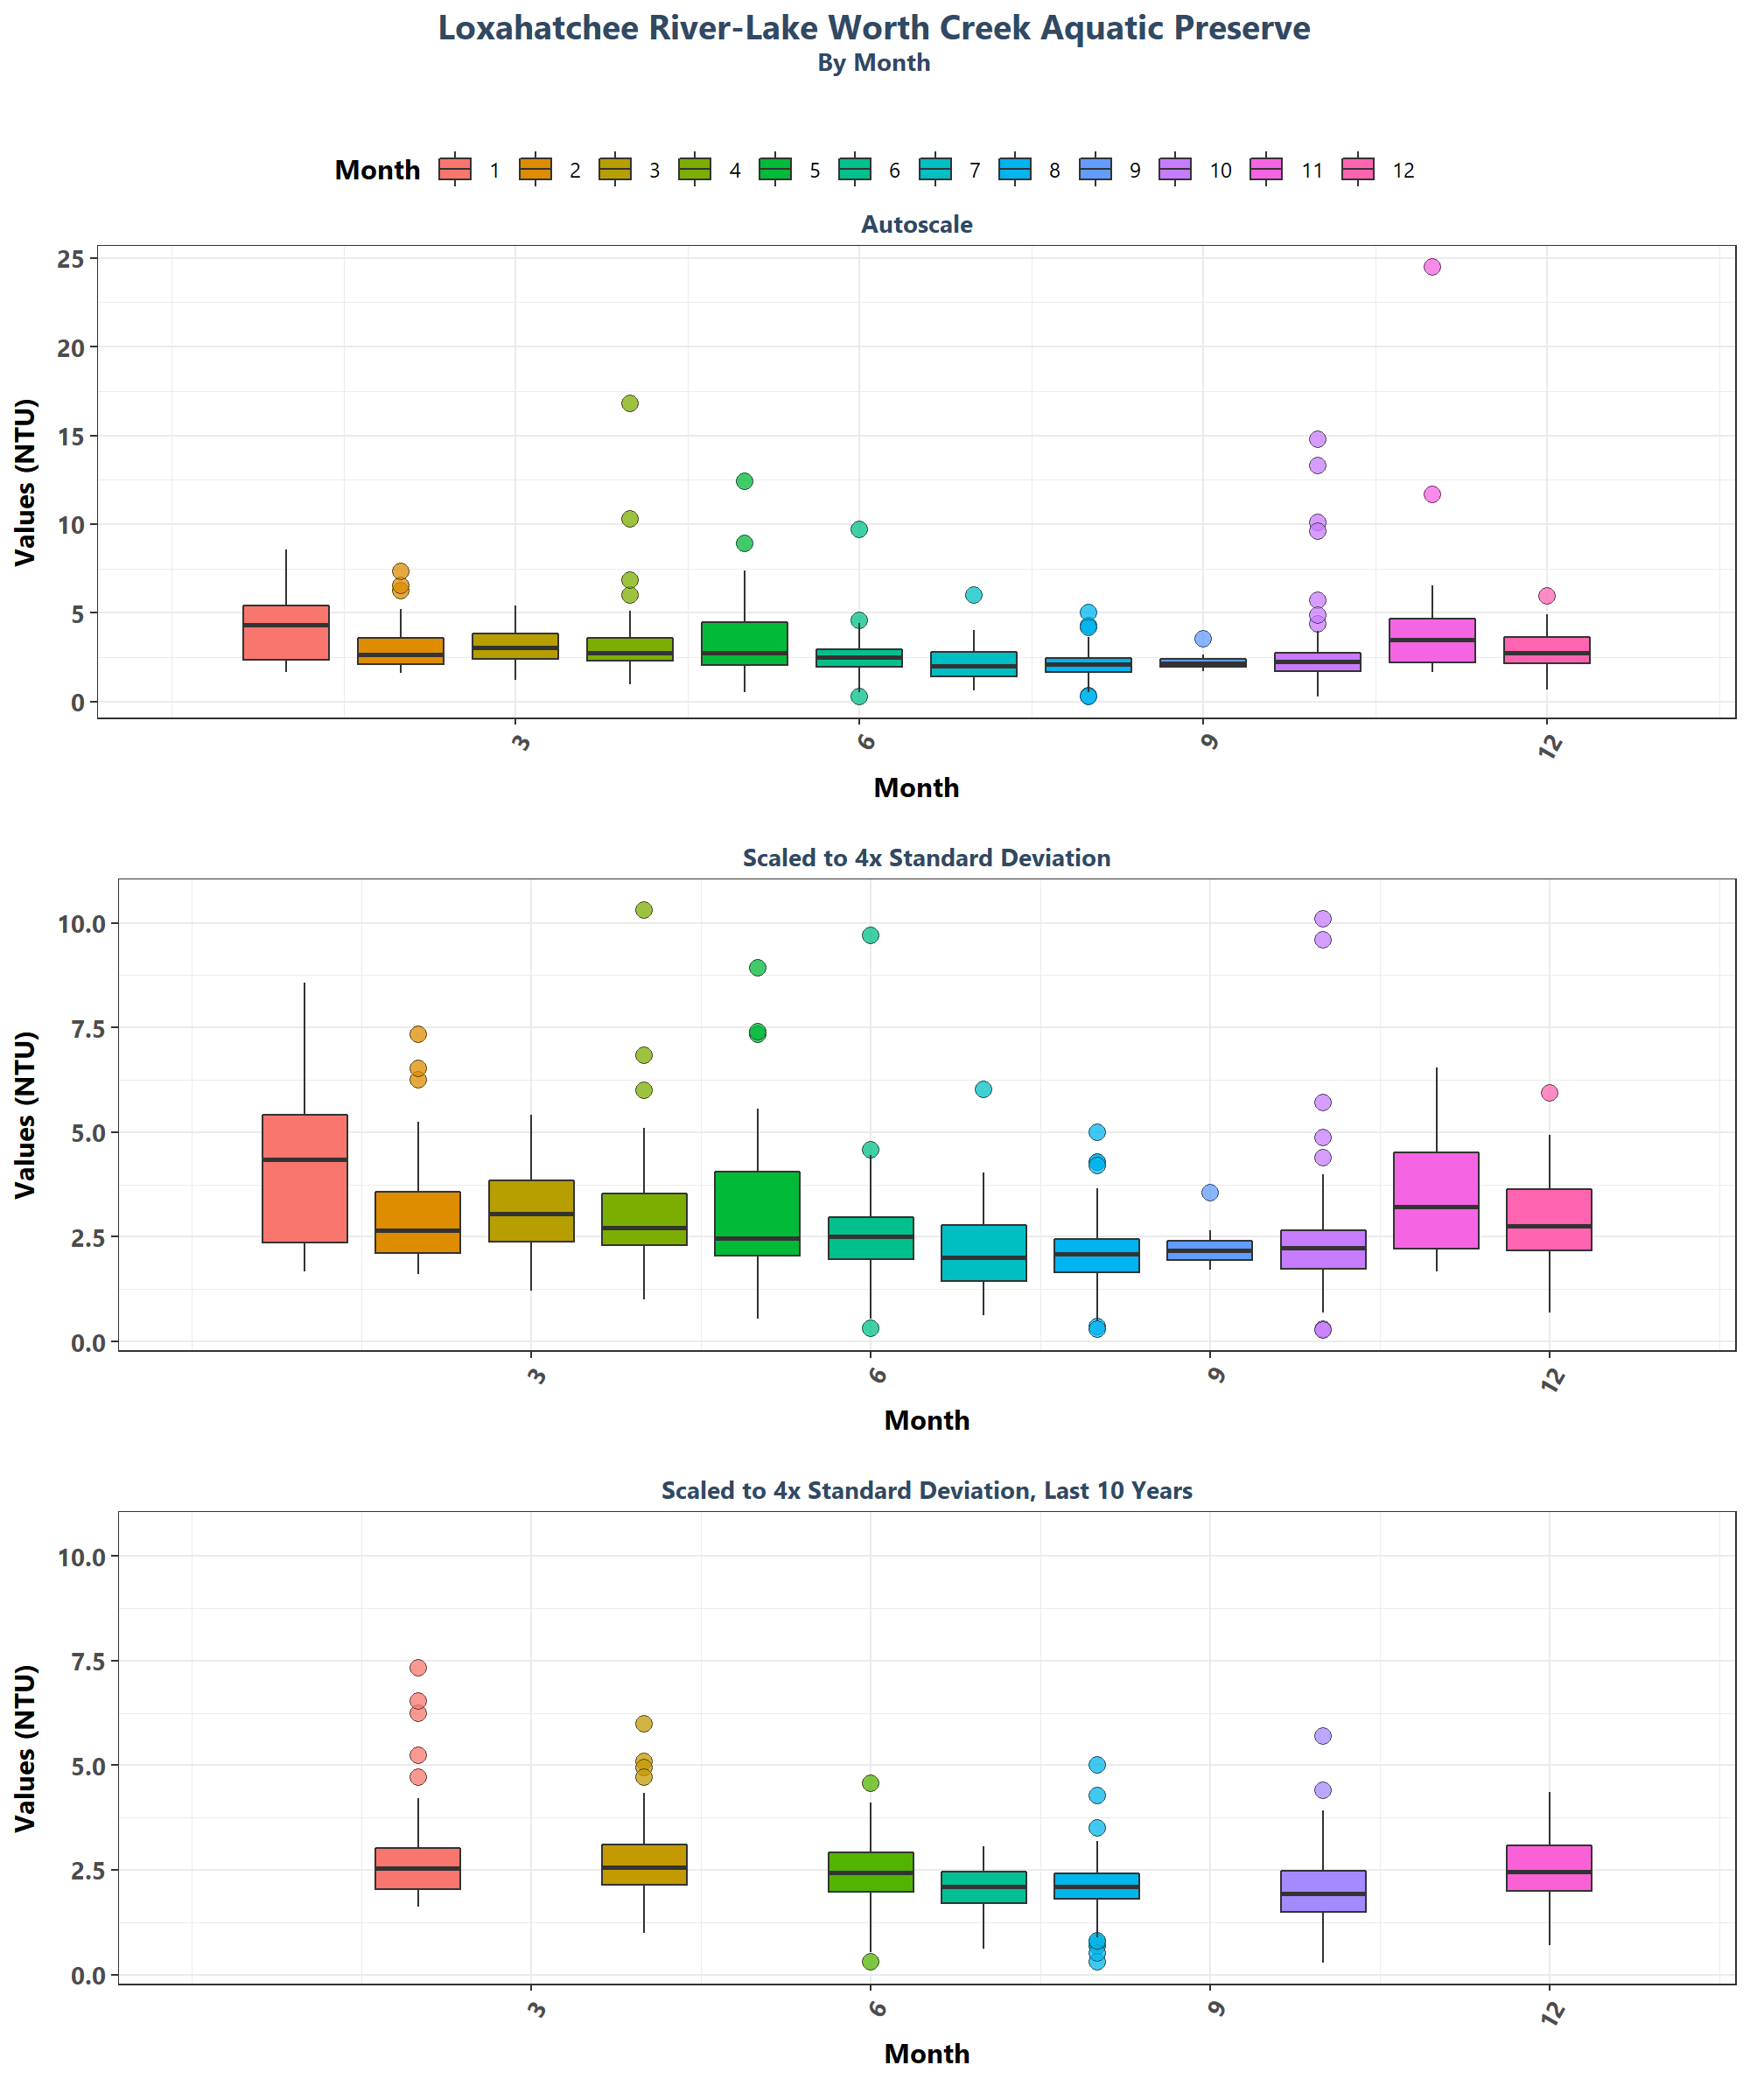 Loxahatchee River-Lake Worth Creek Aquatic Preserve
By Month
Month 1 2 3 4 5 6 7 8 9 10 11 12
Autoscale
Values (NTU)
25
20
15
10
5
0
3 6 9 12
Month
Scaled to 4x Standard Deviation
Values (NTU)
10.0
7.5
5.0
2.5
0.0
3 6 9 12
Month
Scaled to 4x Standard Deviation, Last 10 Years
Values (NTU)
10.0
7.5
5.0
2.5
0.0
3 6 9 12
Month